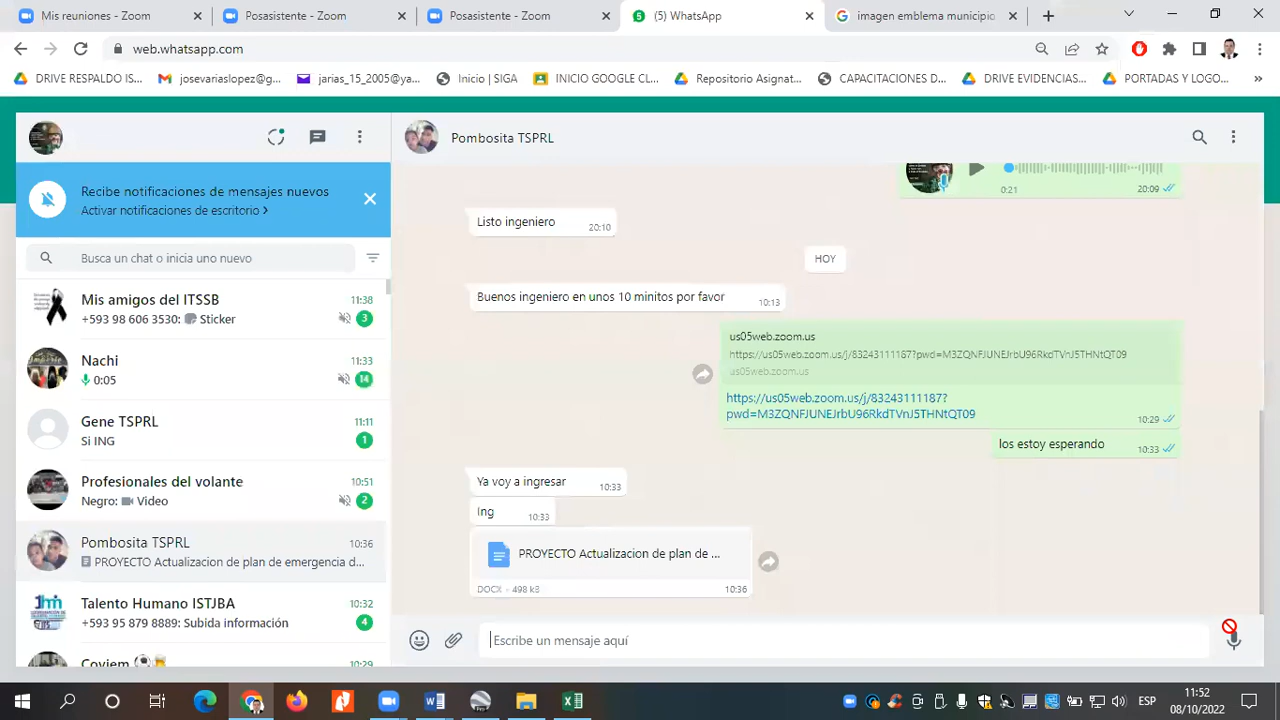 Mis reuniones - Zoom
Posasistente - Zoom
Posasistente - Zoom
(5) WhatsApp
imagen emblema municipio
web.whatsapp.com
DRIVE RESPALDO IS...
josevariaslopez@g...
jarias_15_2005@ya...
Inicio | SIGA
INICIO GOOGLE CL...
Repositorio Asignat...
CAPACITACIONES D...
DRIVE EVIDENCIAS...
PORTADAS Y LOGO...
Recibe notificaciones de mensajes nuevos
Activar notificaciones de escritorio
Busca un chat o inicia uno nuevo
Mis amigos del ITSSB 11:38
+593 98 606 3530: Sticker 3
Nachi 11:33
0:05 14
Gene TSPRL 11:11
Si ING 1
Profesionales del volante 10:51
Negro: Video 2
Pombosita TSPRL 10:36
PROYECTO Actualizacion de plan de emergencia d...
Talento Humano ISTJBA 10:32
+593 95 879 8889: Subida información 4
Coviem 10:29
Pombosita TSPRL
0:21 20:09
Listo ingeniero 20:10
HOY
Buenos ingeniero en unos 10 minitos por favor 10:13
us05web.zoom.us
https://us05web.zoom.us/j/83243111187?pwd=M3ZQNFJUNEJrbU96RkdTVnJ5THNtQT09
us05web.zoom.us
https://us05web.zoom.us/j/83243111187?
pwd=M3ZQNFJUNEJrbU96RkdTVnJ5THNtQT09 10:29
los estoy esperando 10:33
Ya voy a ingresar 10:33
Ing 10:33
PROYECTO Actualizacion de plan de ...
DOCX • 498 kB 10:36
Escribe un mensaje aquí
ESP
11:52
08/10/2022